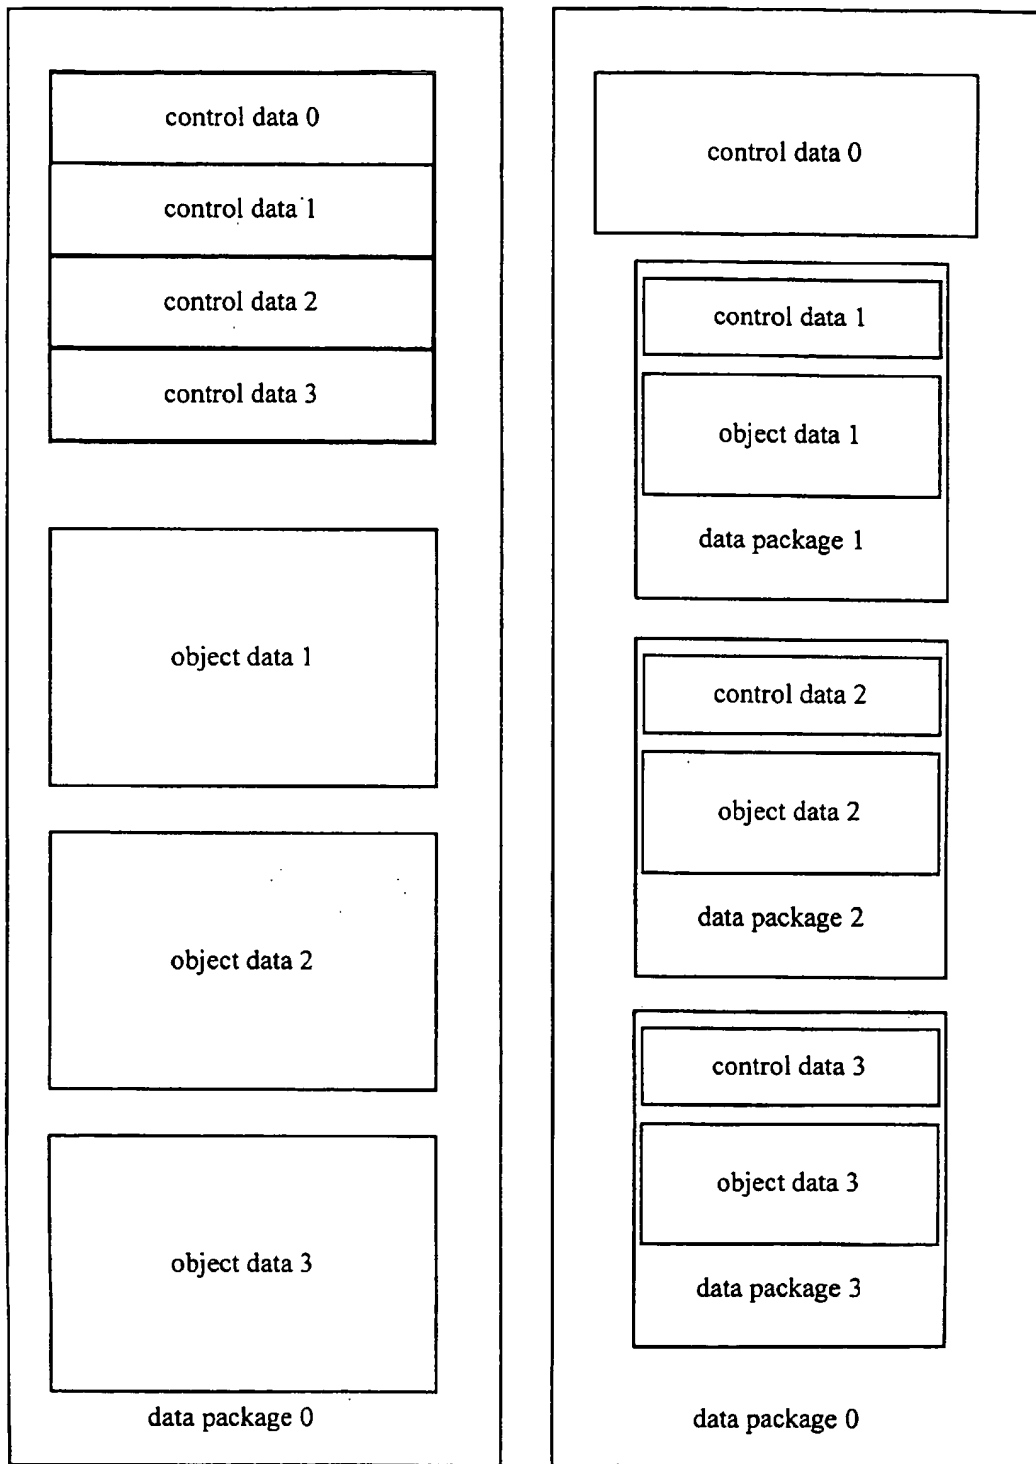 control data 0
control data 1
control data 2
control data 3
object data 1
object data 2
object data 3
data package 0
control data 0
control data 1
object data 1
data package 1
control data 2
object data 2
data package 2
control data 3
object data 3
data package 3
data package 0